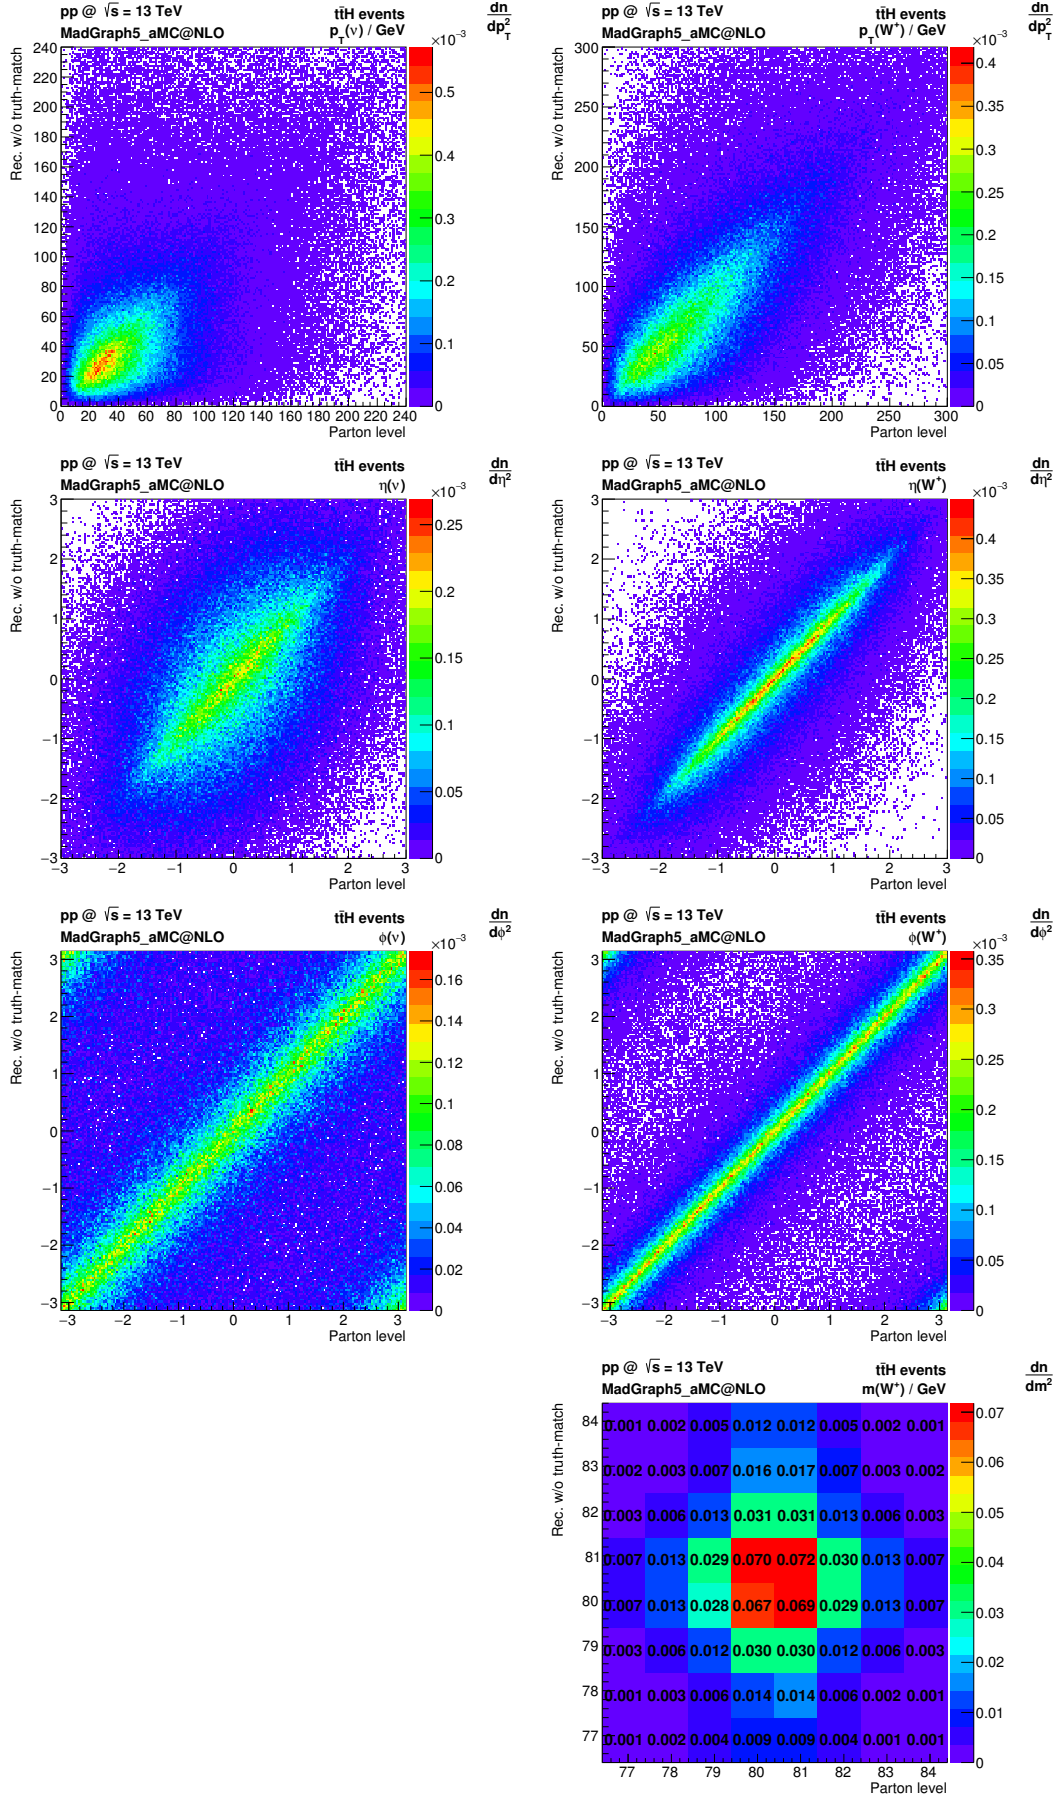 pp @ √s = 13 TeV
tt̄H events
dn
dp_T^2
MadGraph5_aMC@NLO
p_T(ν) / GeV
×10⁻³
Rec. w/o truth-match
240
220
200
180
160
140
120
100
80
60
40
20
0
0 20 40 60 80 100 120 140 160 180 200 220 240
Parton level
0.5
0.4
0.3
0.2
0.1
0
pp @ √s = 13 TeV
tt̄H events
dn
dp_T^2
MadGraph5_aMC@NLO
p_T(W⁺) / GeV
×10⁻³
Rec. w/o truth-match
300
250
200
150
100
50
0
0 50 100 150 200 250 300
Parton level
0.4
0.35
0.3
0.25
0.2
0.15
0.1
0.05
0
pp @ √s = 13 TeV
tt̄H events
dn
dη²
MadGraph5_aMC@NLO
η(ν)
×10⁻³
Rec. w/o truth-match
3
2
1
0
−1
−2
−3
−3 −2 −1 0 1 2 3
Parton level
0.25
0.2
0.15
0.1
0.05
0
pp @ √s = 13 TeV
tt̄H events
dn
dη²
MadGraph5_aMC@NLO
η(W⁺)
×10⁻³
Rec. w/o truth-match
3
2
1
0
−1
−2
−3
−3 −2 −1 0 1 2 3
Parton level
0.4
0.35
0.3
0.25
0.2
0.15
0.1
0.05
0
pp @ √s = 13 TeV
tt̄H events
dn
dϕ²
MadGraph5_aMC@NLO
ϕ(ν)
×10⁻³
Rec. w/o truth-match
3
2
1
0
−1
−2
−3
−3 −2 −1 0 1 2 3
Parton level
0.16
0.14
0.12
0.1
0.08
0.06
0.04
0.02
0
pp @ √s = 13 TeV
tt̄H events
dn
dϕ²
MadGraph5_aMC@NLO
ϕ(W⁺)
×10⁻³
Rec. w/o truth-match
3
2
1
0
−1
−2
−3
−3 −2 −1 0 1 2 3
Parton level
0.35
0.3
0.25
0.2
0.15
0.1
0.05
0
pp @ √s = 13 TeV
tt̄H events
dn
dm²
MadGraph5_aMC@NLO
m(W⁺) / GeV
Rec. w/o truth-match
84 0.001 0.002 0.005 0.012 0.012 0.005 0.002 0.001
83 0.002 0.003 0.007 0.016 0.017 0.007 0.003 0.002
82 0.003 0.006 0.013 0.031 0.031 0.013 0.006 0.003
81 0.007 0.013 0.029 0.070 0.072 0.030 0.013 0.007
80 0.007 0.013 0.028 0.067 0.069 0.029 0.013 0.007
79 0.003 0.006 0.012 0.030 0.030 0.012 0.006 0.003
78 0.001 0.003 0.006 0.014 0.014 0.006 0.002 0.001
77 0.001 0.002 0.004 0.009 0.009 0.004 0.001 0.001
77 78 79 80 81 82 83 84
Parton level
0.07
0.06
0.05
0.04
0.03
0.02
0.01
0